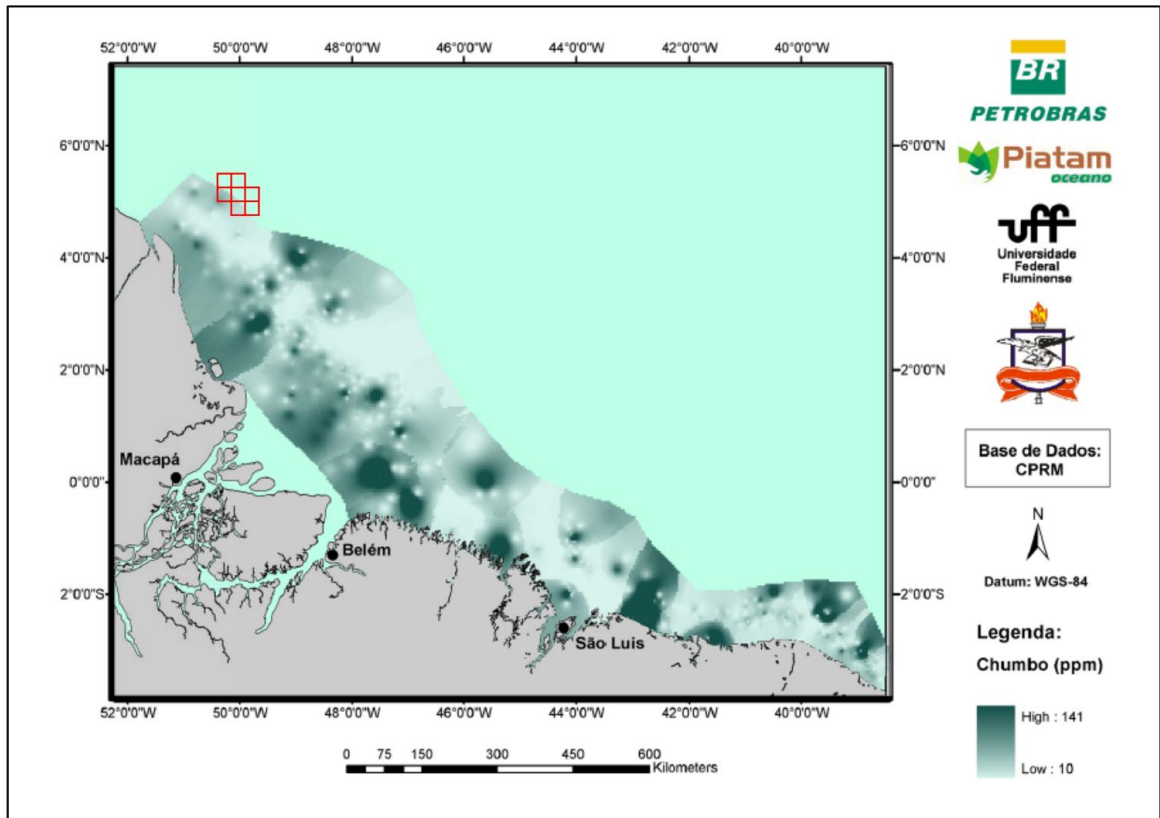 52°0'0"W 50°0'0"W 48°0'0"W 46°0'0"W 44°0'0"W 42°0'0"W 40°0'0"W
6°0'0"N 6°0'0"N
4°0'0"N 4°0'0"N
2°0'0"N 2°0'0"N
0°0'0" 0°0'0"
2°0'0"S 2°0'0"S
Macapá
Belém
São Luis
52°0'0"W 50°0'0"W 48°0'0"W 46°0'0"W 44°0'0"W 42°0'0"W 40°0'0"W
0 75 150 300 450 600
Kilometers
BR
PETROBRAS
Piatam
oceano
uff
Universidade
Federal
Fluminense
Base de Dados:
CPRM
N
Datum: WGS-84
Legenda:
Chumbo (ppm)
High : 141
Low : 10